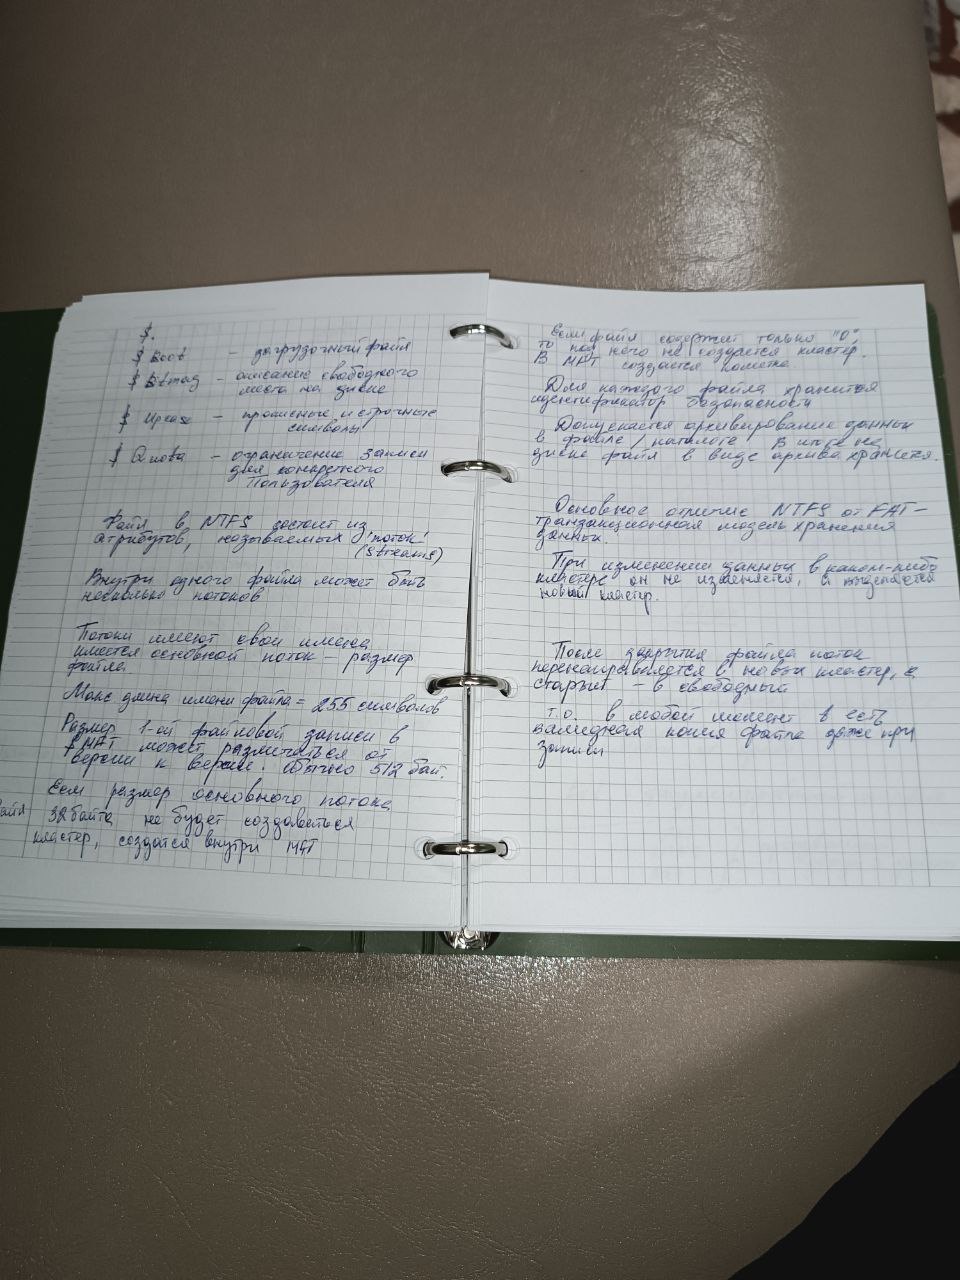 $.
$ Boot – загрузочный файл
$ Bitmap – описание свободного
места на диске
$ Upcase – прописные и строчные
символы
$ Quota – ограничение записи
для конкретного
Пользователя
Файл в NTFS состоит из
атрибутов, называемых 'поток'
(streams)
Внутри одного файла может быть
несколько потоков
Потоки имеют свои имена
имеется основной поток – размер
файла
Макс длина имени файла = 255 символов
Размер 1-ой файловой записи в
MFT может различаться от
версии к версии. Обычно 512 байт.
Если размер основного потока
файл 32 байта не будет создаваться
кластер, создатся внутри MFT
Если файл содержит только "0",
то под него не создается кластер.
В MFT создается пометка
Для каждого файла хранится
идентификатор безопасности
Допускается архивирование данных
в файле / каталоге В итоге на
диске файл в виде архива хранится.
Основное отличие NTFS от FAT –
транзакционная модель хранения
данных.
При изменении данных в каком-либо
кластере он не изменяется, а выделяется
новый кластер.
После закрытия файла поток
перенаправляется в новый кластер, а
старый – в свободный
т.о. в любой момент в есть
валидная копия файла даже при
записи